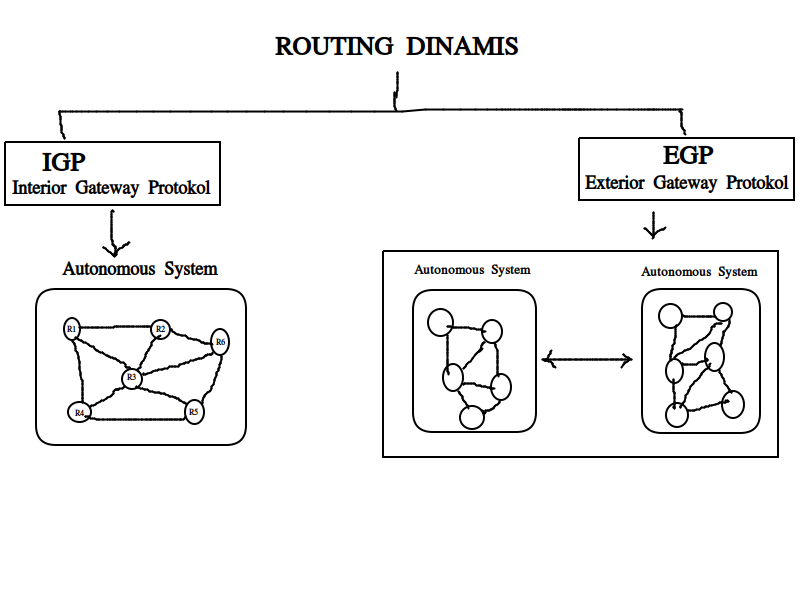 ROUTING DINAMIS
IGP
Interior Gateway Protokol
EGP
Exterior Gateway Protokol
Autonomous System
R1
R2
R6
R3
R4
R5
Autonomous System
Autonomous System